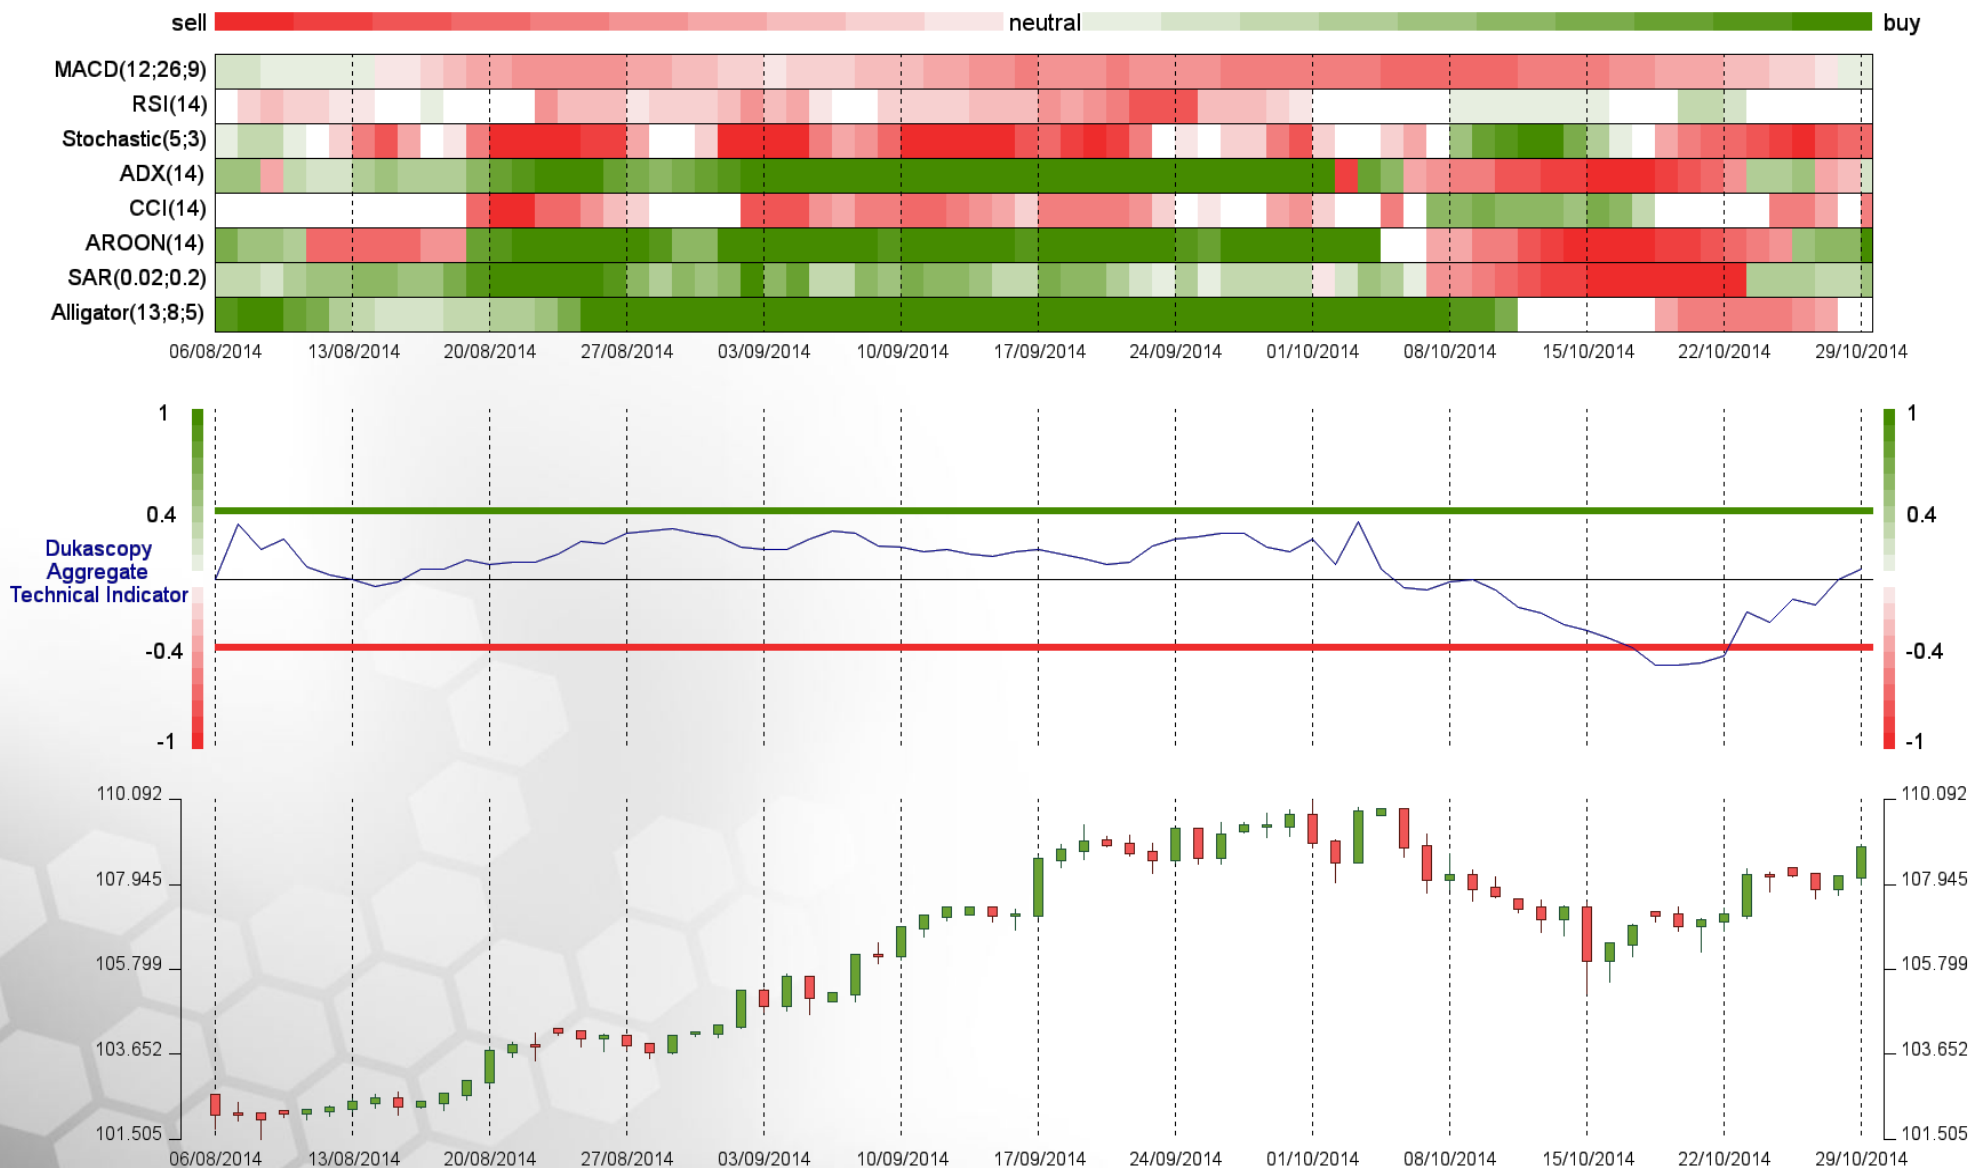 sell neutral buy
MACD(12;26;9)
RSI(14)
Stochastic(5;3)
ADX(14)
CCI(14)
AROON(14)
SAR(0.02;0.2)
Alligator(13;8;5)
06/08/2014 13/08/2014 20/08/2014 27/08/2014 03/09/2014 10/09/2014 17/09/2014 24/09/2014 01/10/2014 08/10/2014 15/10/2014 22/10/2014 29/10/2014
1 1
0.4 0.4
Dukascopy
Aggregate
Technical Indicator
-0.4 -0.4
-1 -1
110.092 110.092
107.945 107.945
105.799 105.799
103.652 103.652
101.505 101.505
06/08/2014 13/08/2014 20/08/2014 27/08/2014 03/09/2014 10/09/2014 17/09/2014 24/09/2014 01/10/2014 08/10/2014 15/10/2014 22/10/2014 29/10/2014